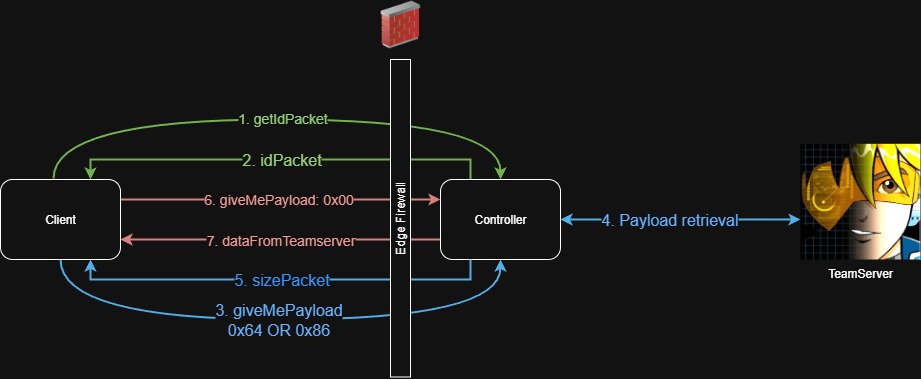 1. getIdPacket
2. idPacket
6. giveMePayload: 0x00
Client
Edge Firewall
Controller
4. Payload retrieval
7. dataFromTeamserver
TeamServer
5. sizePacket
3. giveMePayload
0x64 OR 0x86